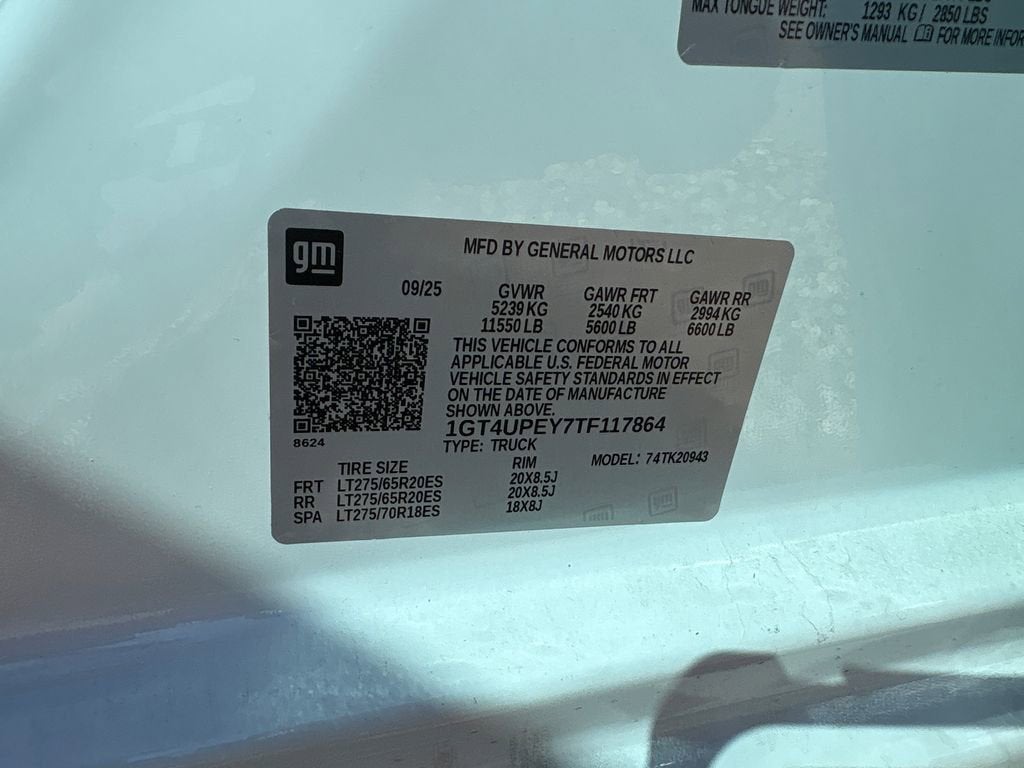 MAX TONGUE WEIGHT: 1293 KG / 2850 LBS
SEE OWNER'S MANUAL FOR MORE
gm
MFD BY GENERAL MOTORS LLC
09/25 GVWR GAWR FRT GAWR RR
5239 KG 2540 KG 2994 KG
11550 LB 5600 LB 6600 LB
THIS VEHICLE CONFORMS TO ALL
APPLICABLE U.S. FEDERAL MOTOR
VEHICLE SAFETY STANDARDS IN EFFECT
ON THE DATE OF MANUFACTURE
SHOWN ABOVE.
8624
1GT4UPEY7TF117864
TYPE: TRUCK
TIRE SIZE RIM MODEL: 74TK20943
FRT LT275/65R20ES 20X8.5J
RR LT275/65R20ES 20X8.5J
SPA LT275/70R18ES 18X8J